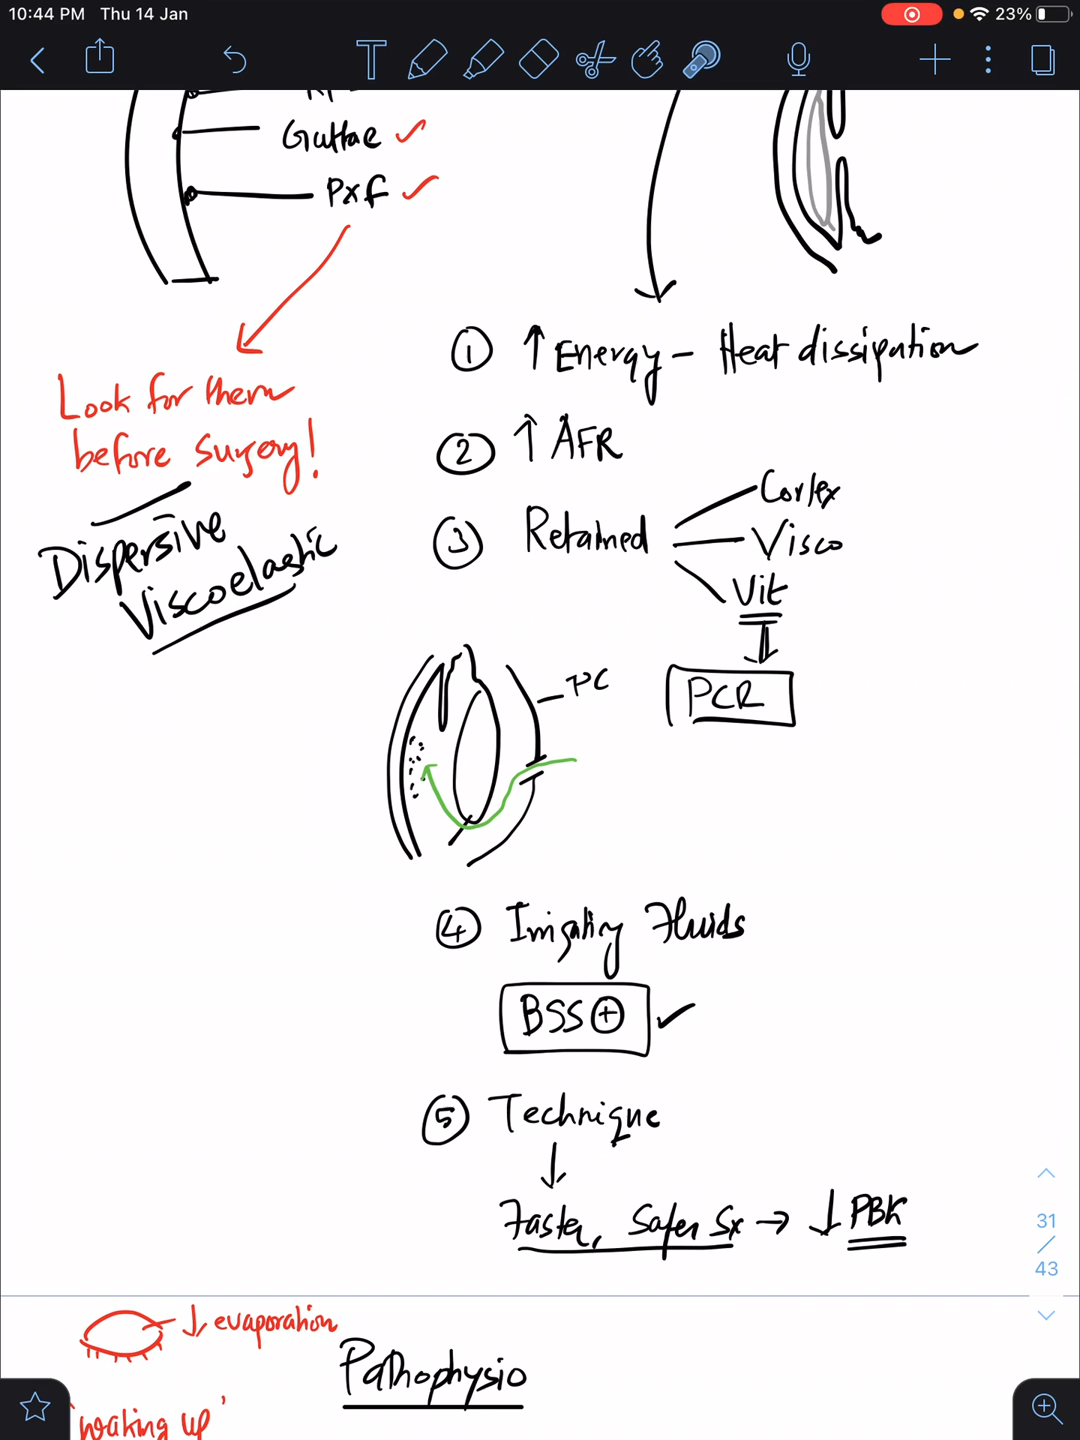 10:44 PM Thu 14 Jan
23%
T
Guttae ✓
Pxf ✓
Look for them
before surgery!
Dispersive
Viscoelastic
① ↑ Energy – Heat dissipation
② ↑ AFR
③ Retained
Cortex
Visco
Vit
PCR
PC
④ Irrigating Fluids
BSS⊕ ✓
⑤ Technique
Faster, Safer Sx → ↓ PBK
31
/
43
↓ evaporation
Pathophysio
'waking up'